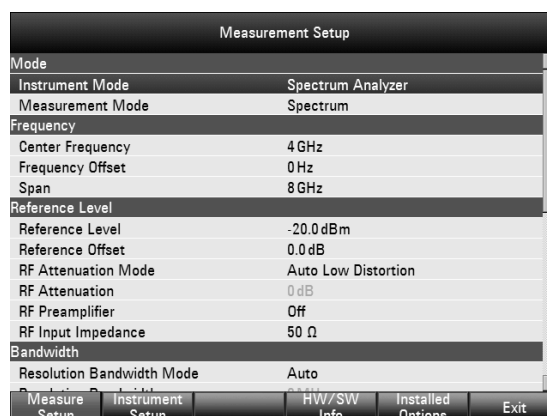 Measurement Setup
Mode
Instrument Mode Spectrum Analyzer
Measurement Mode Spectrum
Frequency
Center Frequency 4 GHz
Frequency Offset 0 Hz
Span 8 GHz
Reference Level
Reference Level -20.0 dBm
Reference Offset 0.0 dB
RF Attenuation Mode Auto Low Distortion
RF Attenuation 0 dB
RF Preamplifier Off
RF Input Impedance 50 Ω
Bandwidth
Resolution Bandwidth Mode Auto
Measure Setup Instrument Setup HW/SW Info Installed Options Exit